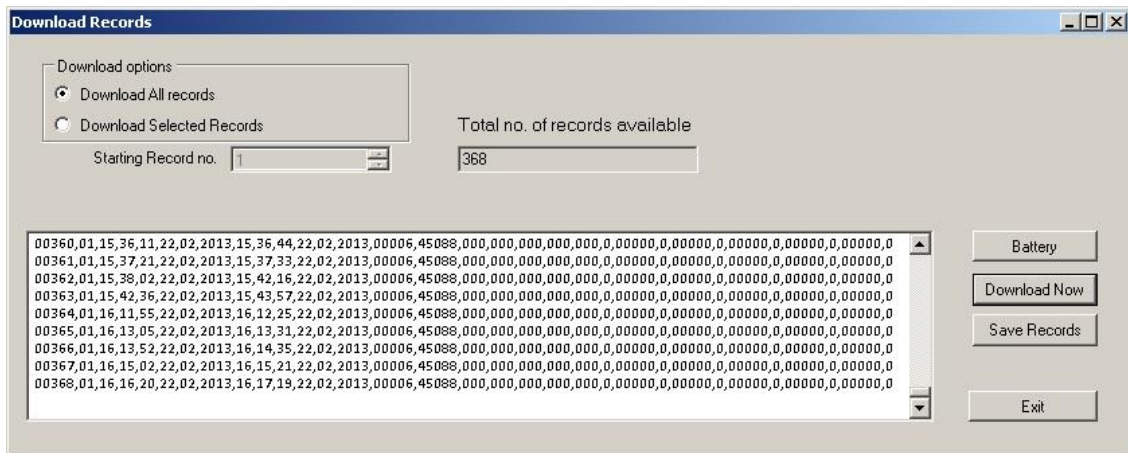 Download Records
Download options
Download All records
Download Selected Records
Starting Record no. 1
Total no. of records available
368
00360,01,15,36,11,22,02,2013,15,36,44,22,02,2013,00006,45088,000,000,000,000,000,0,00000,0,00000,0,00000,0,00000,0,00000,0
00361,01,15,37,21,22,02,2013,15,37,33,22,02,2013,00006,45088,000,000,000,000,000,0,00000,0,00000,0,00000,0,00000,0,00000,0
00362,01,15,38,02,22,02,2013,15,42,16,22,02,2013,00006,45088,000,000,000,000,000,0,00000,0,00000,0,00000,0,00000,0,00000,0
00363,01,15,42,36,22,02,2013,15,43,57,22,02,2013,00006,45088,000,000,000,000,000,0,00000,0,00000,0,00000,0,00000,0,00000,0
00364,01,16,11,55,22,02,2013,16,12,25,22,02,2013,00006,45088,000,000,000,000,000,0,00000,0,00000,0,00000,0,00000,0,00000,0
00365,01,16,13,05,22,02,2013,16,13,31,22,02,2013,00006,45088,000,000,000,000,000,0,00000,0,00000,0,00000,0,00000,0,00000,0
00366,01,16,13,52,22,02,2013,16,14,35,22,02,2013,00006,45088,000,000,000,000,000,0,00000,0,00000,0,00000,0,00000,0,00000,0
00367,01,16,15,02,22,02,2013,16,15,21,22,02,2013,00006,45088,000,000,000,000,000,0,00000,0,00000,0,00000,0,00000,0,00000,0
00368,01,16,16,20,22,02,2013,16,17,19,22,02,2013,00006,45088,000,000,000,000,000,0,00000,0,00000,0,00000,0,00000,0,00000,0
Battery
Download Now
Save Records
Exit